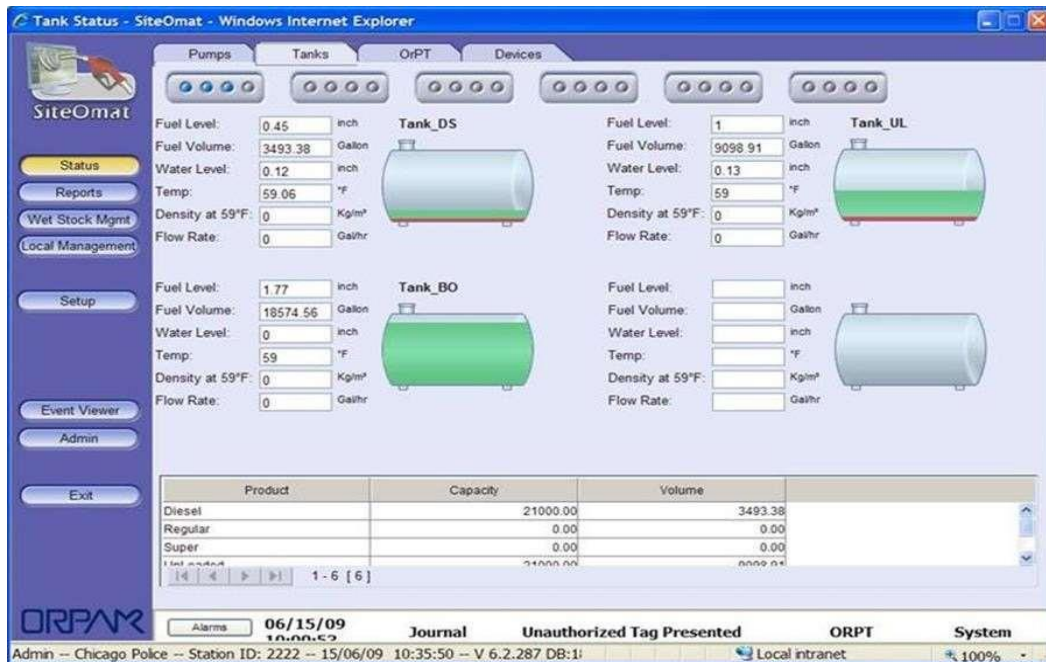 Tank Status - SiteOmat - Windows Internet Explorer
Pumps Tanks OrPT Devices
SiteOmat
Status
Reports
Wet Stock Mgmt
Local Management
Setup
Event Viewer
Admin
Exit
Fuel Level: 0.45 inch Tank_DS
Fuel Volume: 3493.38 Gallon
Water Level: 0.12 inch
Temp: 59.06 °F
Density at 59°F: 0 Kg/m³
Flow Rate: 0 Gal/hr
Fuel Level: 1 inch Tank_UL
Fuel Volume: 9098.91 Gallon
Water Level: 0.13 inch
Temp: 59 °F
Density at 59°F: 0 Kg/m³
Flow Rate: 0 Gal/hr
Fuel Level: 1.77 inch Tank_BO
Fuel Volume: 18574.56 Gallon
Water Level: 0 inch
Temp: 59 °F
Density at 59°F: 0 Kg/m³
Flow Rate: 0 Gal/hr
Fuel Level: inch
Fuel Volume: Gallon
Water Level: inch
Temp: °F
Density at 59°F: Kg/m³
Flow Rate: Gal/hr
Product Capacity Volume
Diesel 21000.00 3493.38
Regular 0.00 0.00
Super 0.00 0.00
21000.00 9098.91
1 - 6 [6]
ORPAK
Alarms 06/15/09 Journal Unauthorized Tag Presented ORPT System
10:00:52
Admin -- Chicago Police -- Station ID: 2222 -- 15/06/09 10:35:50 -- V 6.2.287 DB:1
Local intranet 100%